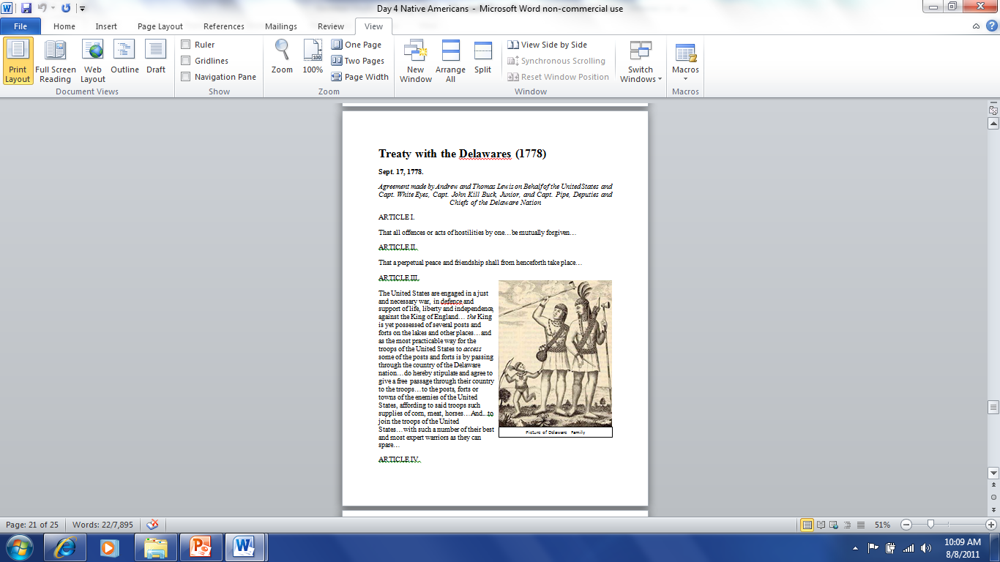 Day 4 Native Americans - Microsoft Word non-commercial use
File Home Insert Page Layout References Mailings Review View
Print Layout
Full Screen Reading
Web Layout
Outline
Draft
Document Views
Ruler
Gridlines
Navigation Pane
Show
Zoom
100
100%
One Page
Two Pages
Page Width
Zoom
New Window
Arrange All
Split
View Side by Side
Synchronous Scrolling
Reset Window Position
Window
Switch Windows
Macros
Macros
Treaty with the Delawares (1778)
Sept. 17, 1778.
Agreement made by Andrew and Thomas Lewis on Behalf of the United States and
Capt. White Eyes, Capt. John Kill Buck, Junior, and Capt. Pipe, Deputies and
Chiefs of the Delaware Nation
ARTICLE I.
That all offences or acts of hostilities by one…be mutually forgiven…
ARTICLE II.
That a perpetual peace and friendship shall from henceforth take place…
ARTICLE III.
The United States are engaged in a just
and necessary war, in defence and
support of life, liberty and independence,
against the King of England… the King
is yet possessed of several posts and
forts on the lakes and other places…and
as the most practicable way for the
troops of the United States to access
some of the posts and forts is by passing
through the country of the Delaware
nation…do hereby stipulate and agree to
give a free passage through their country
to the troops…to the posts, forts or
towns of the enemies of the United
States, affording to said troops such
supplies of corn, meat, horses…And...to
join the troops of the United
States…with such a number of their best
and most expert warriors as they can
spare…
Picture of Delaware Family
ARTICLE IV.
Page: 21 of 25 Words: 22/7,895 51%
10:09 AM
8/8/2011